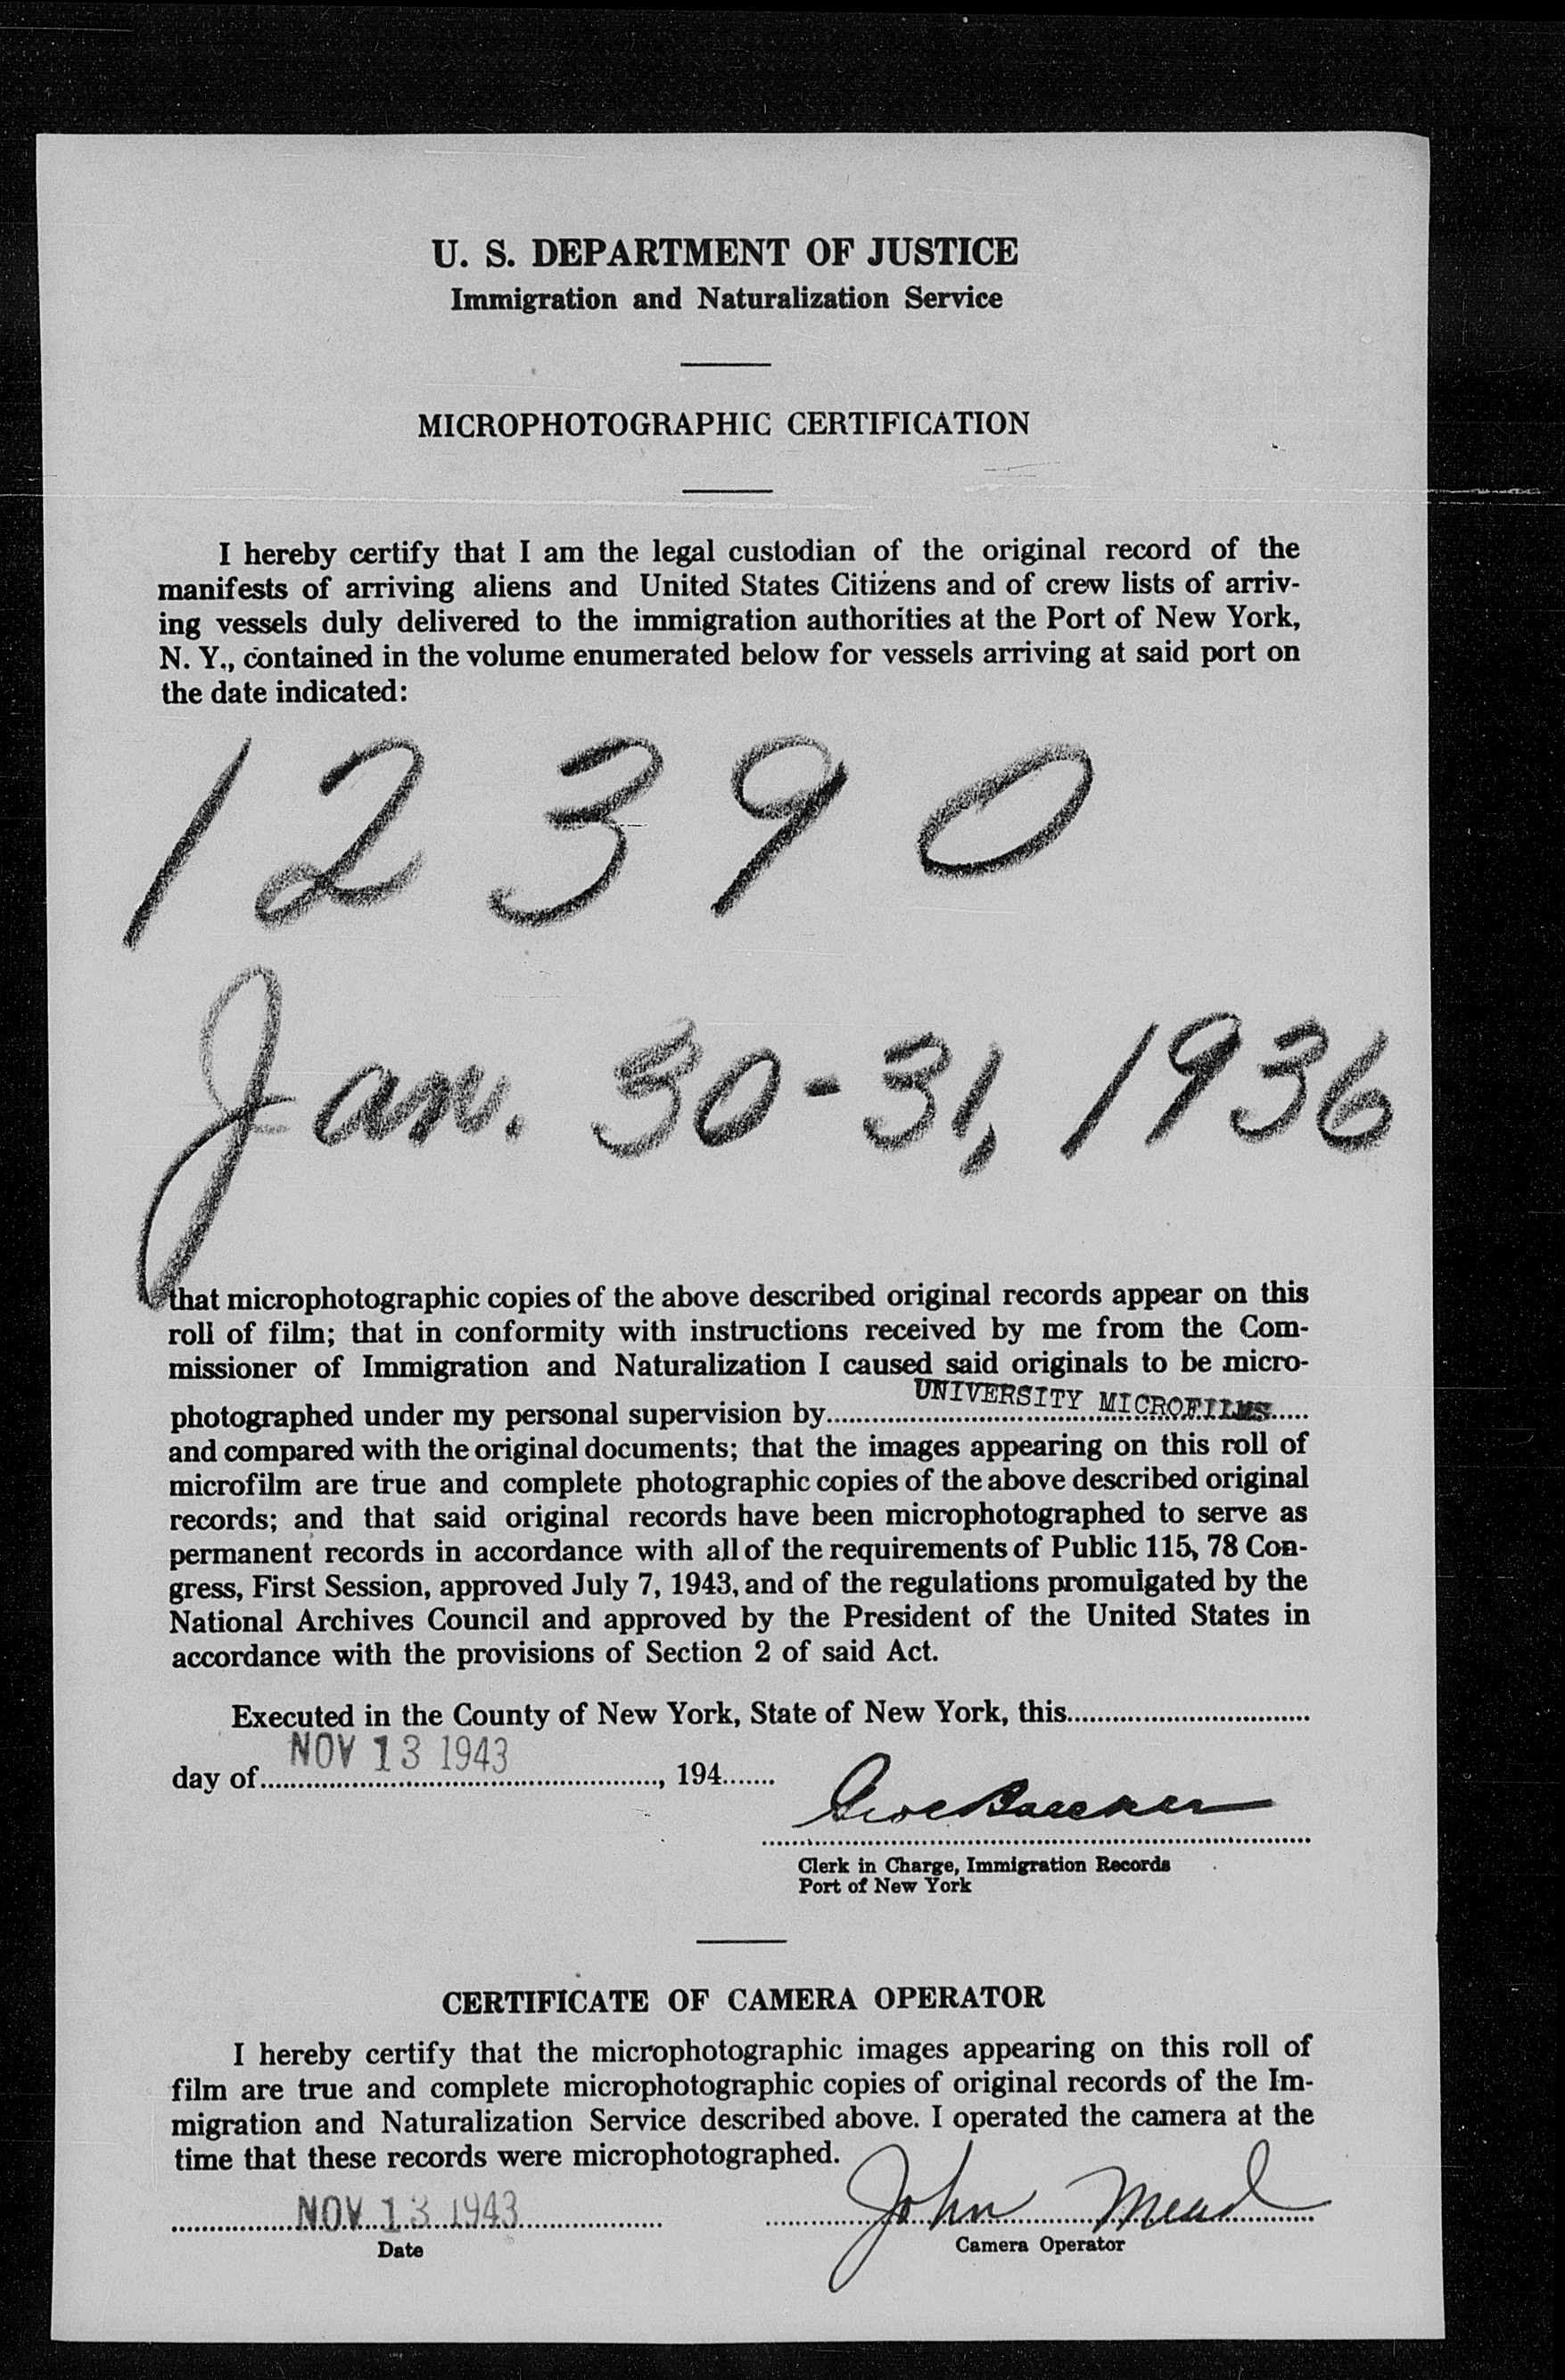 U. S. DEPARTMENT OF JUSTICE
Immigration and Naturalization Service
MICROPHOTOGRAPHIC CERTIFICATION
I hereby certify that I am the legal custodian of the original record of the
manifests of arriving aliens and United States Citizens and of crew lists of arriv-
ing vessels duly delivered to the immigration authorities at the Port of New York,
N. Y., contained in the volume enumerated below for vessels arriving at said port on
the date indicated:
12390
Jan. 30-31, 1936
that microphotographic copies of the above described original records appear on this
roll of film; that in conformity with instructions received by me from the Com-
missioner of Immigration and Naturalization I caused said originals to be micro-
photographed under my personal supervision by UNIVERSITY MICROFILMS
and compared with the original documents; that the images appearing on this roll of
microfilm are true and complete photographic copies of the above described original
records; and that said original records have been microphotographed to serve as
permanent records in accordance with all of the requirements of Public 115, 78 Con-
gress, First Session, approved July 7, 1943, and of the regulations promulgated by the
National Archives Council and approved by the President of the United States in
accordance with the provisions of Section 2 of said Act.
Executed in the County of New York, State of New York, this
day of NOV 13 1943, 194
Clerk in Charge, Immigration Records
Port of New York
CERTIFICATE OF CAMERA OPERATOR
I hereby certify that the microphotographic images appearing on this roll of
film are true and complete microphotographic copies of original records of the Im-
migration and Naturalization Service described above. I operated the camera at the
time that these records were microphotographed.
NOV 13 1943 John Mead
Date Camera Operator